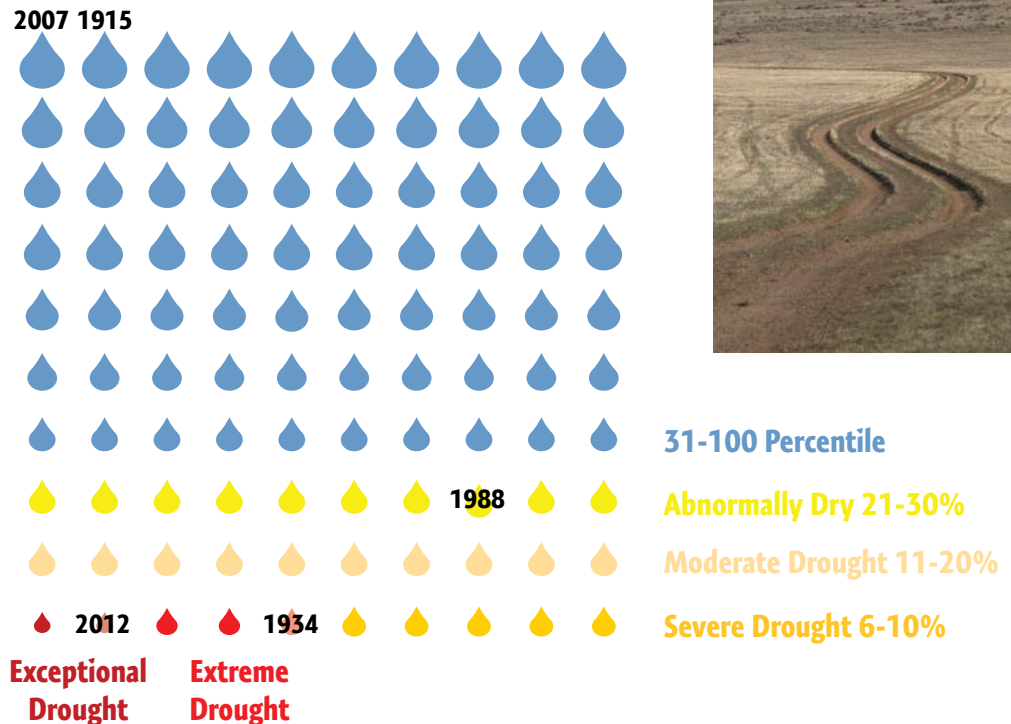 2007 1915
31-100 Percentile
1988
Abnormally Dry 21-30%
Moderate Drought 11-20%
2012 1934
Severe Drought 6-10%
Exceptional Drought
Extreme Drought